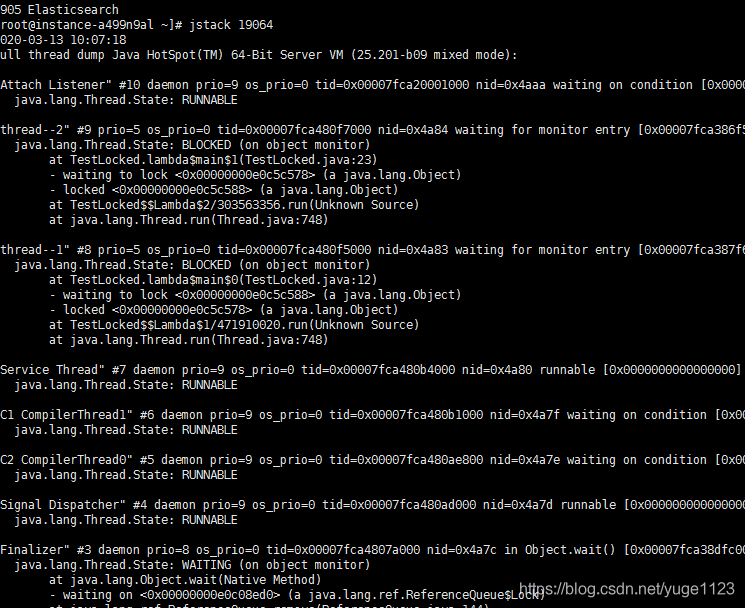 905 Elasticsearch
root@instance-a499n9al ~]# jstack 19064
020-03-13 10:07:18
ull thread dump Java HotSpot(TM) 64-Bit Server VM (25.201-b09 mixed mode):
Attach Listener" #10 daemon prio=9 os_prio=0 tid=0x00007fca20001000 nid=0x4aaa waiting on condition [0x000
java.lang.Thread.State: RUNNABLE
thread--2" #9 prio=5 os_prio=0 tid=0x00007fca480f7000 nid=0x4a84 waiting for monitor entry [0x00007fca386f5
java.lang.Thread.State: BLOCKED (on object monitor)
at TestLocked.lambda$main$1(TestLocked.java:23)
- waiting to lock <0x00000000e0c5c578> (a java.lang.Object)
- locked <0x00000000e0c5c588> (a java.lang.Object)
at TestLocked$$Lambda$2/303563356.run(Unknown Source)
at java.lang.Thread.run(Thread.java:748)
thread--1" #8 prio=5 os_prio=0 tid=0x00007fca480f5000 nid=0x4a83 waiting for monitor entry [0x00007fca387f6
java.lang.Thread.State: BLOCKED (on object monitor)
at TestLocked.lambda$main$0(TestLocked.java:12)
- waiting to lock <0x00000000e0c5c588> (a java.lang.Object)
- locked <0x00000000e0c5c578> (a java.lang.Object)
at TestLocked$$Lambda$1/471910020.run(Unknown Source)
at java.lang.Thread.run(Thread.java:748)
Service Thread" #7 daemon prio=9 os_prio=0 tid=0x00007fca480b4000 nid=0x4a80 runnable [0x0000000000000000]
java.lang.Thread.State: RUNNABLE
C1 CompilerThread1" #6 daemon prio=9 os_prio=0 tid=0x00007fca480b1000 nid=0x4a7f waiting on condition [0x00
java.lang.Thread.State: RUNNABLE
C2 CompilerThread0" #5 daemon prio=9 os_prio=0 tid=0x00007fca480ae800 nid=0x4a7e waiting on condition [0x00
java.lang.Thread.State: RUNNABLE
Signal Dispatcher" #4 daemon prio=9 os_prio=0 tid=0x00007fca480ad000 nid=0x4a7d runnable [0x000000000000000
java.lang.Thread.State: RUNNABLE
Finalizer" #3 daemon prio=8 os_prio=0 tid=0x00007fca4807a000 nid=0x4a7c in Object.wait() [0x00007fca38dfc00
java.lang.Thread.State: WAITING (on object monitor)
at java.lang.Object.wait(Native Method)
- waiting on <0x00000000e0c08ed0> (a java.lang.ref.ReferenceQueue$Lock)
https://blog.csdn.net/yuge1123
at java.lang.ref.ReferenceQueue.remove(ReferenceQueue.java:144)